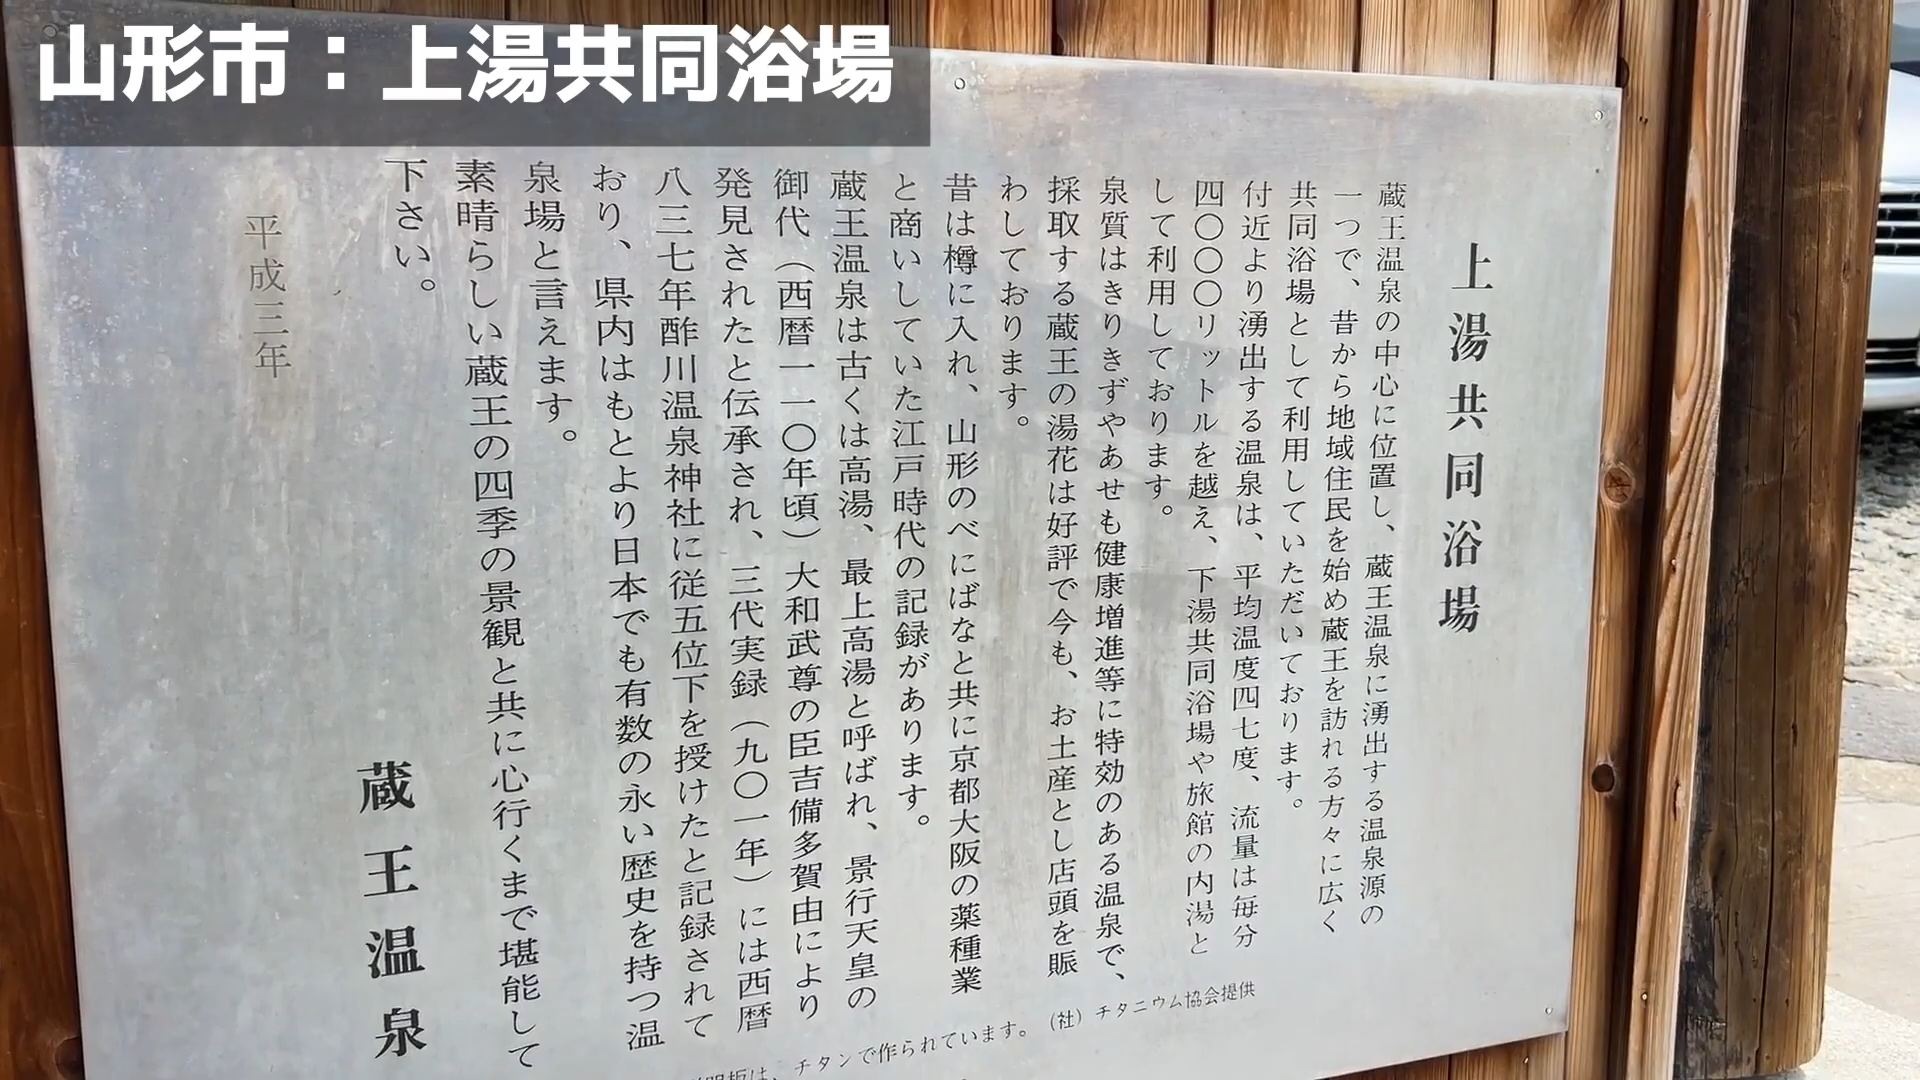 山形市：上湯共同浴場
上湯共同浴場
蔵王温泉の中心に位置し、蔵王温泉に湧出する温泉源の
一つで、昔から地域住民を始め蔵王を訪れる方々に広く
共同浴場として利用していただいております。
付近より湧出する温泉は、平均温度四七度、流量は毎分
四〇〇〇リットルを越え、下湯共同浴場や旅館の内湯と
して利用しております。
泉質はきりきずやあせも健康増進等に特効のある温泉で、
採取する蔵王の湯花は好評で今も、お土産とし店頭を賑
わしております。
昔は樽に入れ、山形のべにばなと共に京都大阪の薬種業
と商いしていた江戸時代の記録があります。
蔵王温泉は古くは高湯、最上高湯と呼ばれ、景行天皇の
御代（西暦一一〇年頃）大和武尊の臣吉備多賀由により
発見されたと伝承され、三代実録（九〇一年）には西暦
八三七年酢川温泉神社に従五位下を授けたと記録されて
おり、県内はもとより日本でも有数の永い歴史を持つ温
泉場と言えます。
素晴らしい蔵王の四季の景観と共に心行くまで堪能して
下さい。
平成三年
蔵王温泉
明板は、チタンで作られています。（社）チタニウム協会提供